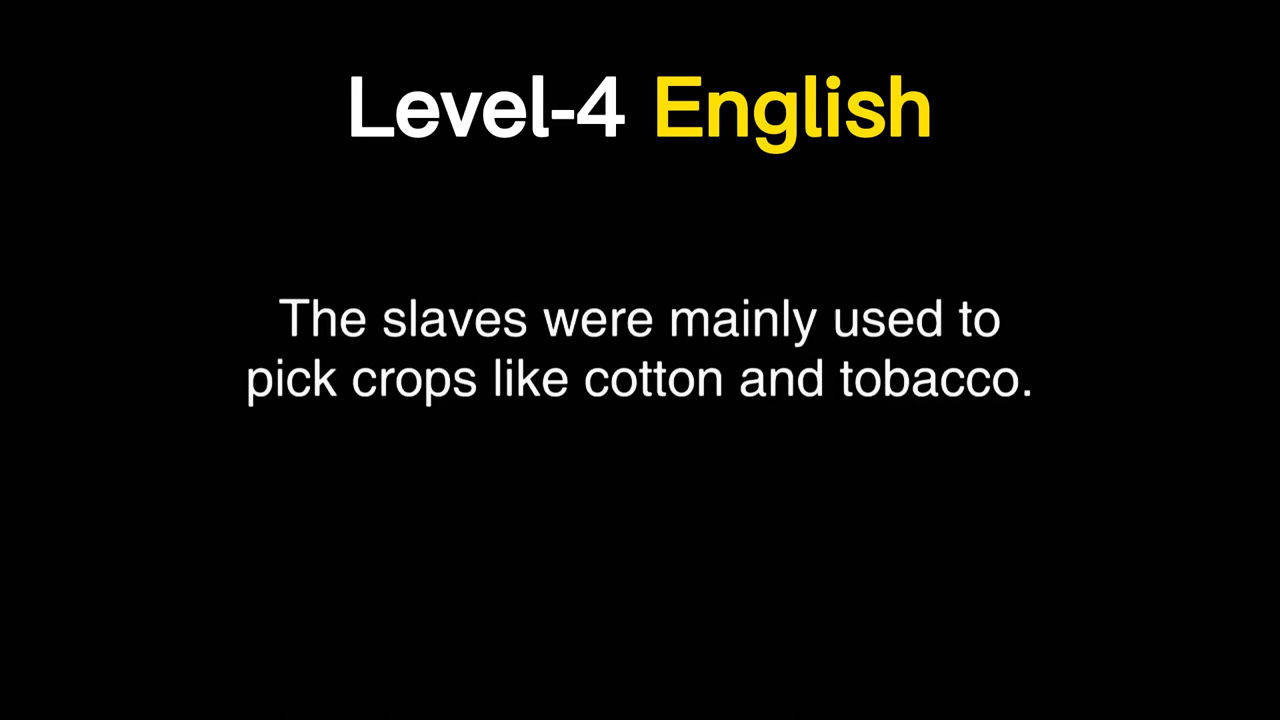 Level-4 English
The slaves were mainly used to
pick crops like cotton and tobacco.